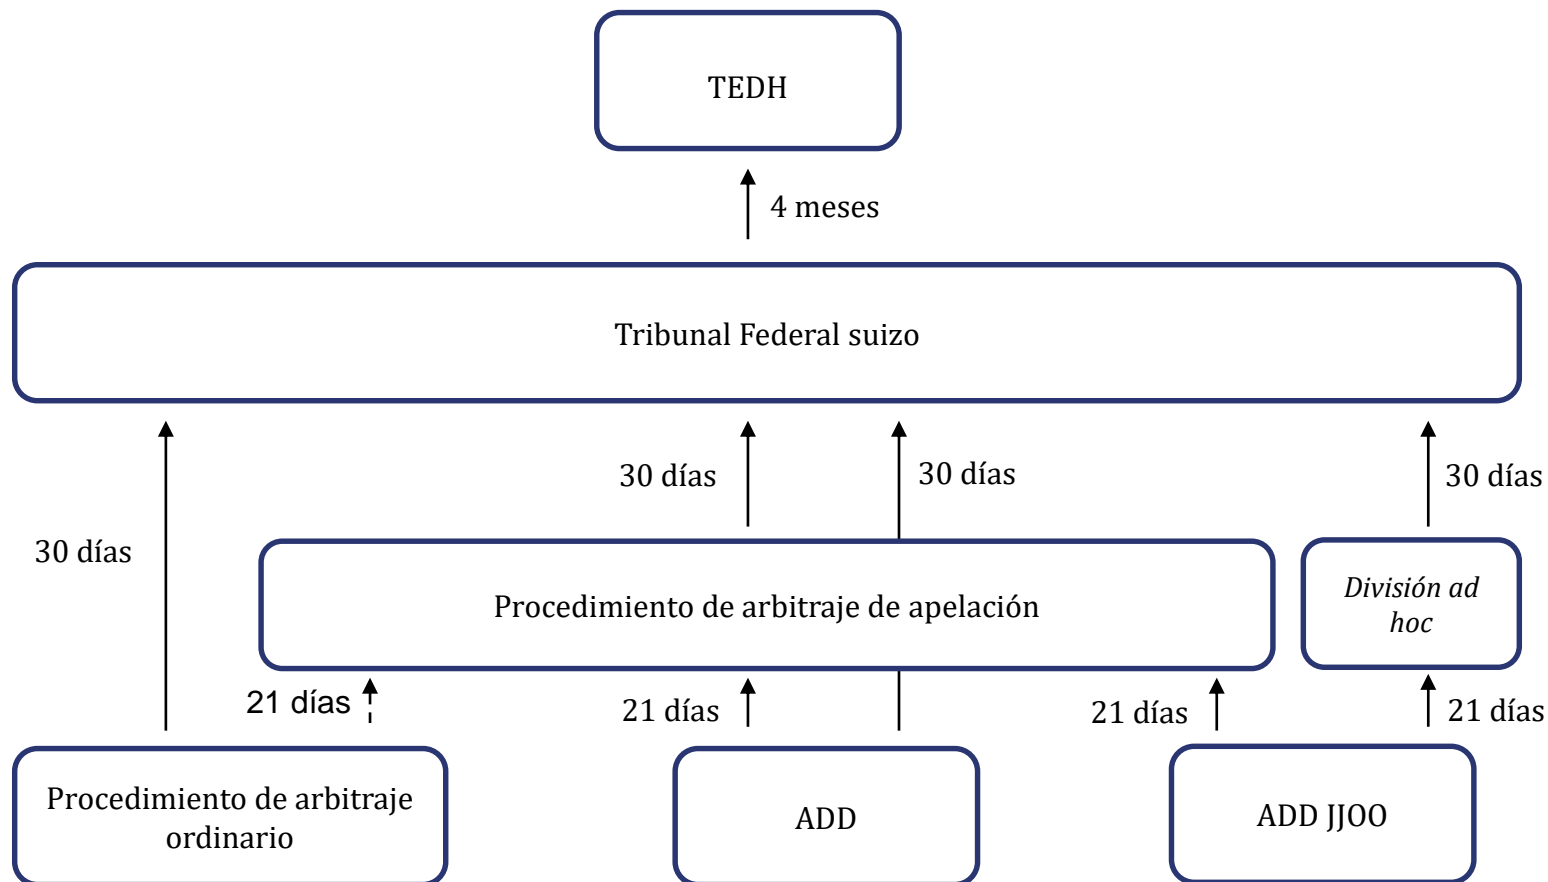 TEDH
4 meses
Tribunal Federal suizo
30 días
30 días
30 días
30 días
Procedimiento de arbitraje de apelación
División ad
hoc
21 días
21 días
21 días
21 días
Procedimiento de arbitraje
ordinario
ADD
ADD JJOO